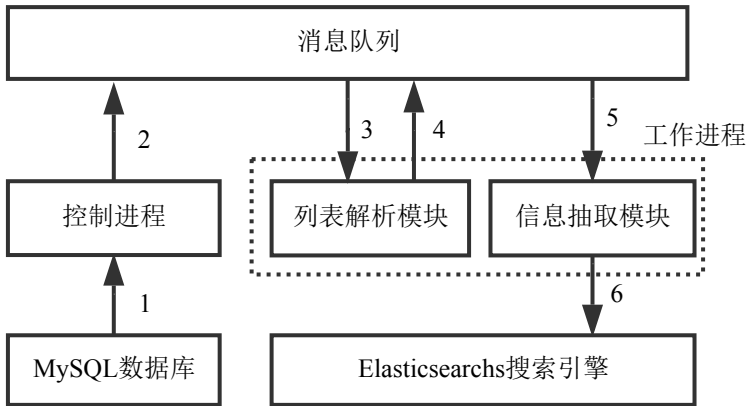 消息队列
2
3
4
5
工作进程
控制进程
列表解析模块
信息抽取模块
1
6
MySQL数据库
Elasticsearchs搜索引擎